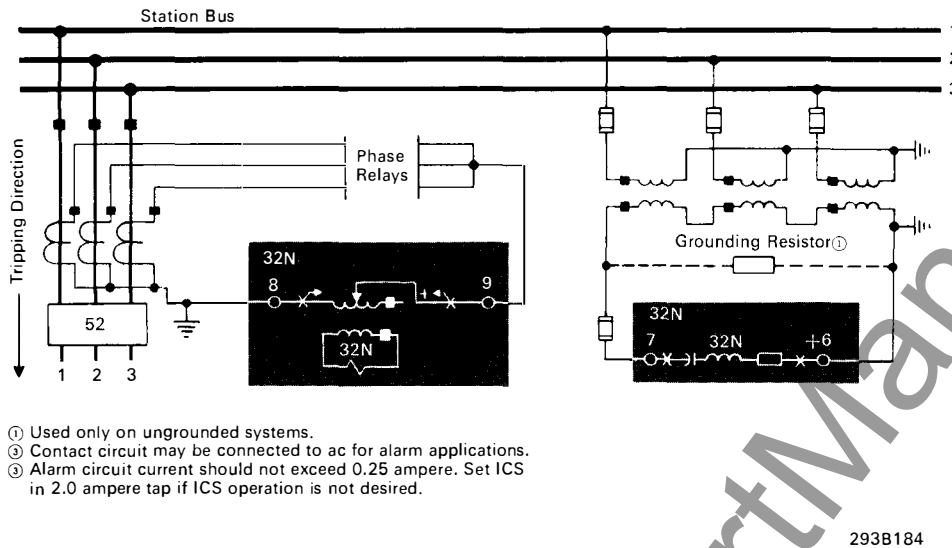 Station Bus
1
2
3
Tripping Direction
Phase
Relays
52
1 2 3
32N
8
9
32N
Grounding Resistor①
32N
7
32N
+6
① Used only on ungrounded systems.
③ Contact circuit may be connected to ac for alarm applications.
③ Alarm circuit current should not exceed 0.25 ampere. Set ICS
in 2.0 ampere tap if ICS operation is not desired.
293B184